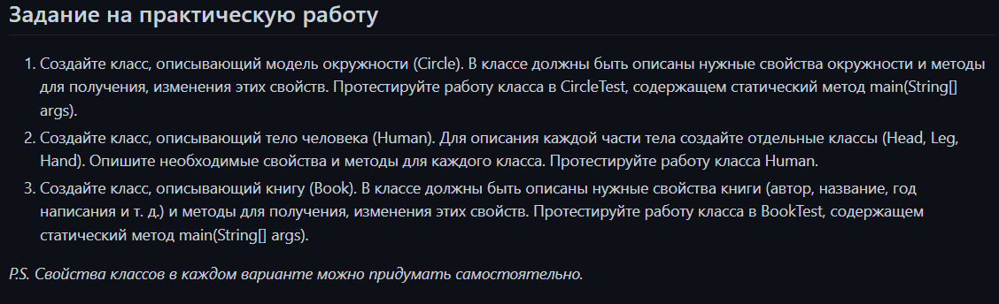 Задание на практическую работу
1. Создайте класс, описывающий модель окружности (Circle). В классе должны быть описаны нужные свойства окружности и методы
для получения, изменения этих свойств. Протестируйте работу класса в CircleTest, содержащем статический метод main(String[]
args).
2. Создайте класс, описывающий тело человека (Human). Для описания каждой части тела создайте отдельные классы (Head, Leg,
Hand). Опишите необходимые свойства и методы для каждого класса. Протестируйте работу класса Human.
3. Создайте класс, описывающий книгу (Book). В классе должны быть описаны нужные свойства книги (автор, название, год
написания и т. д.) и методы для получения, изменения этих свойств. Протестируйте работу класса в BookTest, содержащем
статический метод main(String[] args).
P.S. Свойства классов в каждом варианте можно придумать самостоятельно.